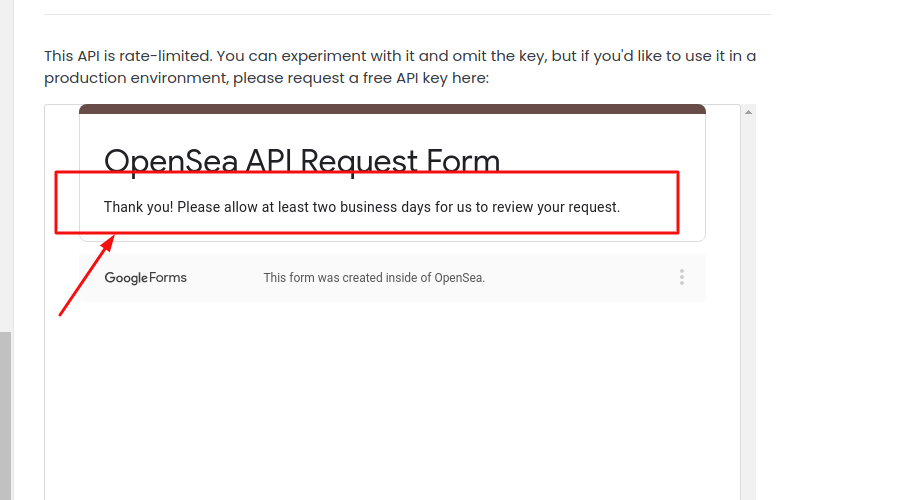 This API is rate-limited. You can experiment with it and omit the key, but if you'd like to use it in a
production environment, please request a free API key here:
OpenSea API Request Form
Thank you! Please allow at least two business days for us to review your request.
Google Forms This form was created inside of OpenSea.